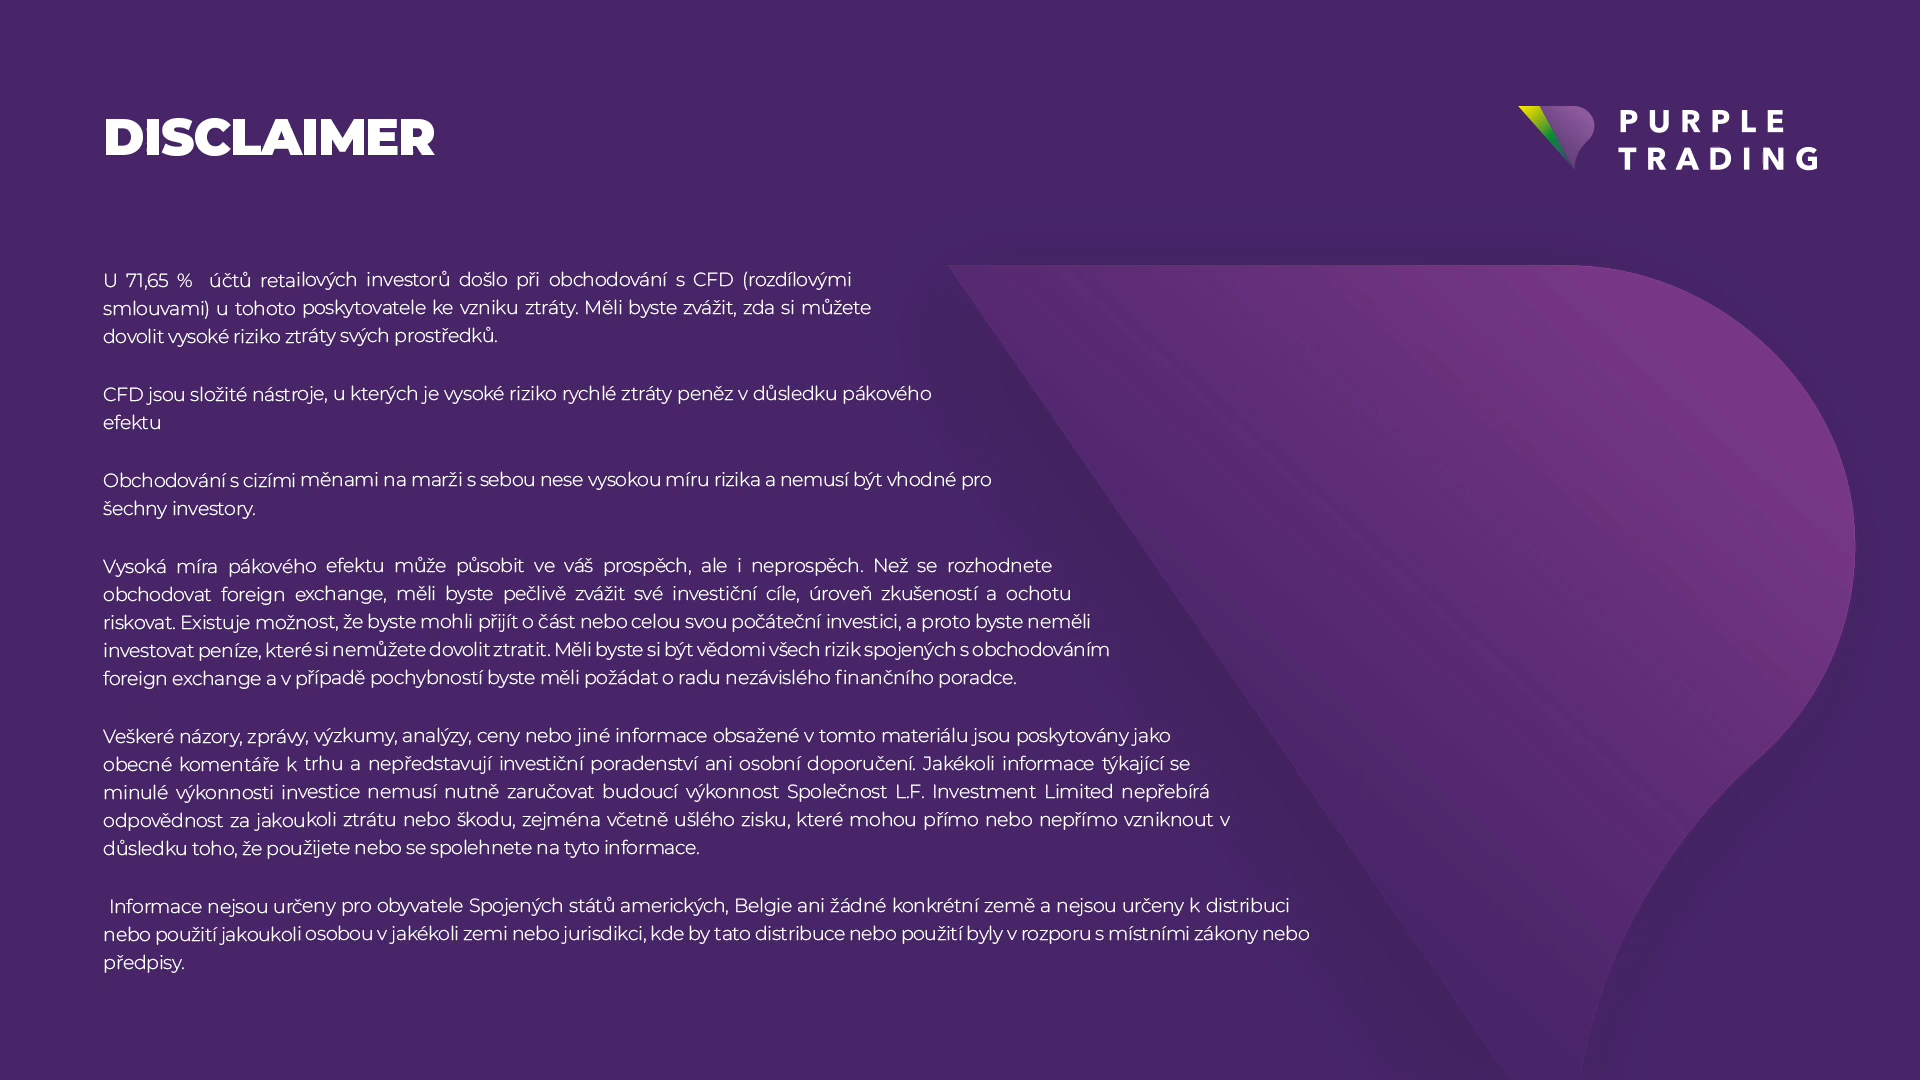 DISCLAIMER
PURPLE
TRADING
U 71,65 % účtů retailových investorů došlo při obchodování s CFD (rozdílovými
smlouvami) u tohoto poskytovatele ke vzniku ztráty. Měli byste zvážit, zda si můžete
dovolit vysoké riziko ztráty svých prostředků.
CFD jsou složité nástroje, u kterých je vysoké riziko rychlé ztráty peněz v důsledku pákového
efektu
Obchodování s cizími měnami na marži s sebou nese vysokou míru rizika a nemusí být vhodné pro
šechny investory.
Vysoká míra pákového efektu může působit ve váš prospěch, ale i neprospěch. Než se rozhodnete
obchodovat foreign exchange, měli byste pečlivě zvážit své investiční cíle, úroveň zkušeností a ochotu
riskovat. Existuje možnost, že byste mohli přijít o část nebo celou svou počáteční investici, a proto byste neměli
investovat peníze, které si nemůžete dovolit ztratit. Měli byste si být vědomi všech rizik spojených s obchodováním
foreign exchange a v případě pochybností byste měli požádat o radu nezávislého finančního poradce.
Veškeré názory, zprávy, výzkumy, analýzy, ceny nebo jiné informace obsažené v tomto materiálu jsou poskytovány jako
obecné komentáře k trhu a nepředstavují investiční poradenství ani osobní doporučení. Jakékoli informace týkající se
minulé výkonnosti investice nemusí nutně zaručovat budoucí výkonnost Společnost L.F. Investment Limited nepřebírá
odpovědnost za jakoukoli ztrátu nebo škodu, zejména včetně ušlého zisku, které mohou přímo nebo nepřímo vzniknout v
důsledku toho, že použijete nebo se spolehnete na tyto informace.
Informace nejsou určeny pro obyvatele Spojených států amerických, Belgie ani žádné konkrétní země a nejsou určeny k distribuci
nebo použití jakoukoli osobou v jakékoli zemi nebo jurisdikci, kde by tato distribuce nebo použití byly v rozporu s místními zákony nebo
předpisy.